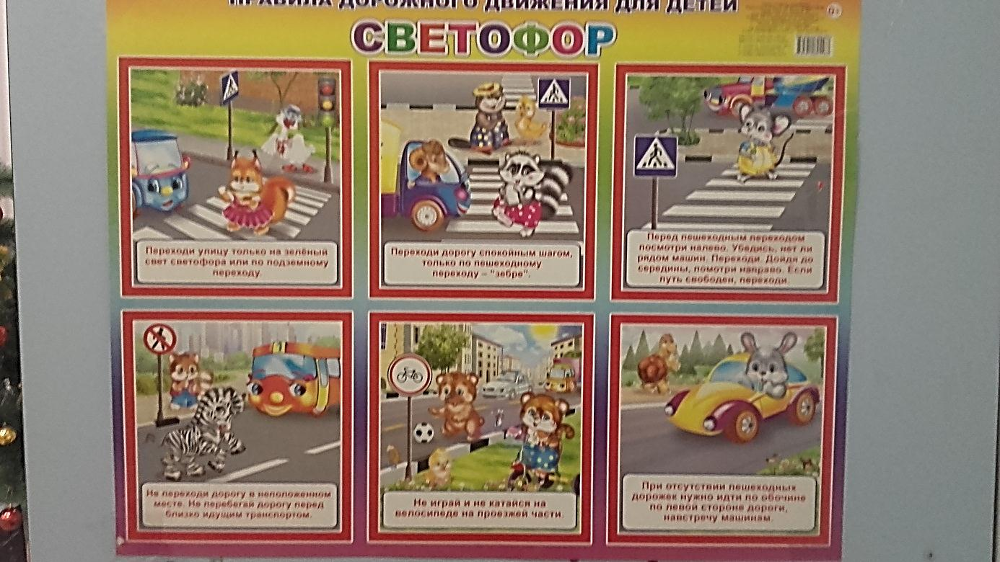 ПРАВИЛА ДОРОЖНОГО ДВИЖЕНИЯ ДЛЯ ДЕТЕЙ
СВЕТОФОР
Переходи улицу только на зелёный
свет светофора или по подземному
переходу.
Переходи дорогу спокойным шагом,
только по пешеходному
переходу – "зебре".
Перед пешеходным переходом
посмотри налево. Убедись, нет ли
рядом машин. Переходи. Дойдя до
середины, помотри направо. Если
путь свободен, переходи.
Не переходи дорогу в неположенном
месте. Не перебегай дорогу перед
близко идущим транспортом.
Не играй и не катайся на
велосипеде на проезжей части.
При отсутствии пешеходных
дорожек нужно идти по обочине
по левой стороне дороги,
навстречу машинам.